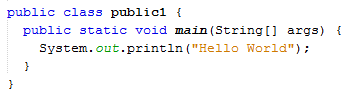 public class public1 {
  public static void main(String[] args) {
    System.out.println("Hello World");
  }
}